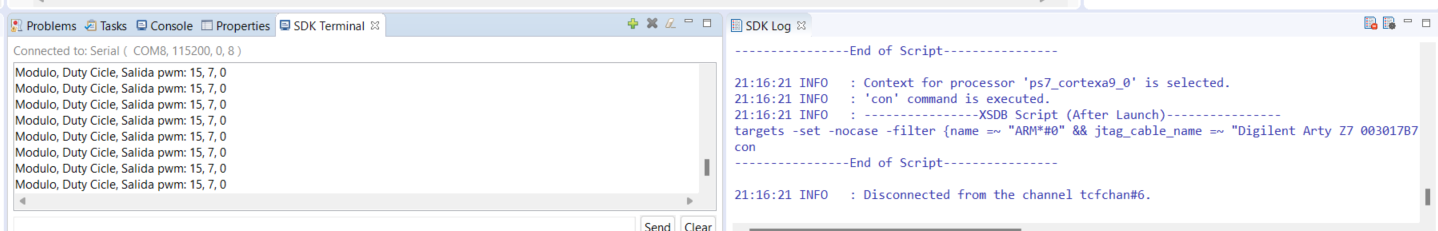 Problems Tasks Console Properties SDK Terminal
Connected to: Serial ( COM8, 115200, 0, 8 )
Modulo, Duty Cicle, Salida pwm: 15, 7, 0
Modulo, Duty Cicle, Salida pwm: 15, 7, 0
Modulo, Duty Cicle, Salida pwm: 15, 7, 0
Modulo, Duty Cicle, Salida pwm: 15, 7, 0
Modulo, Duty Cicle, Salida pwm: 15, 7, 0
Modulo, Duty Cicle, Salida pwm: 15, 7, 0
Modulo, Duty Cicle, Salida pwm: 15, 7, 0
Modulo, Duty Cicle, Salida pwm: 15, 7, 0
Send Clear
SDK Log
----------------End of Script----------------
21:16:21 INFO : Context for processor 'ps7_cortexa9_0' is selected.
21:16:21 INFO : 'con' command is executed.
21:16:21 INFO : ----------------XSDB Script (After Launch)----------------
targets -set -nocase -filter {name =~ "ARM*#0" && jtag_cable_name =~ "Digilent Arty Z7 003017B7
con
----------------End of Script----------------
21:16:21 INFO : Disconnected from the channel tcfchan#6.